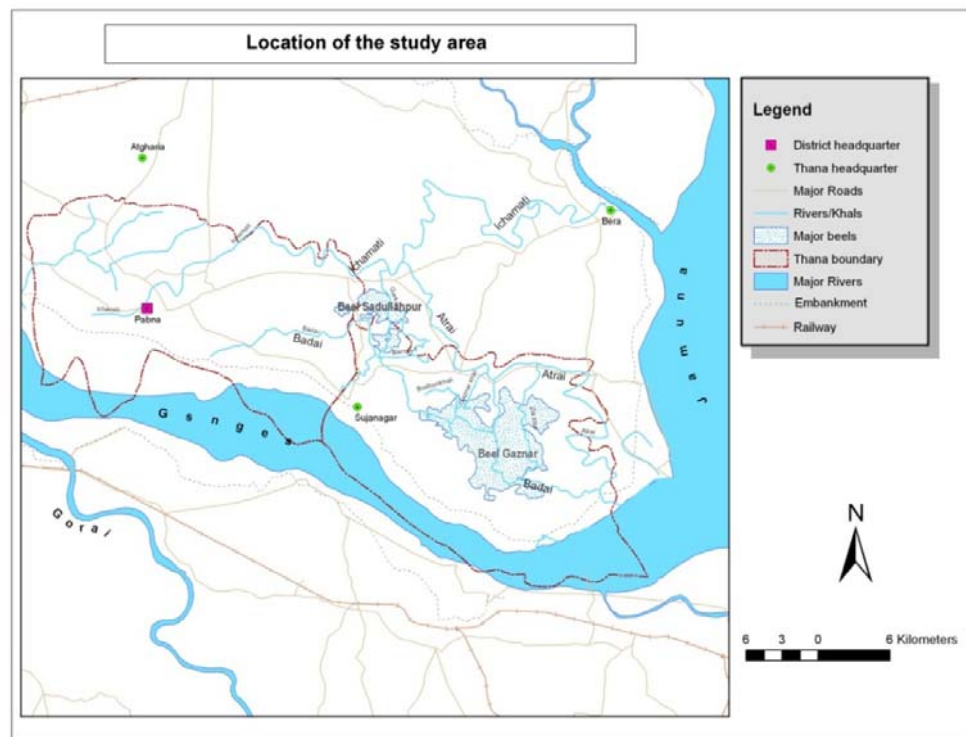 Location of the study area
Atgharia
Bera
Ichamati
Ichamati
Pabna
Beel Sadullahpur
Atrai
Badai
Atrai
Sujanagar
Beel Gaznar
Badai
Gsngea
Jamuna
Gorai
Legend
District headquarter
Thana headquarter
Major Roads
Rivers/Khals
Major beels
Thana boundary
Major Rivers
Embankment
Railway
N
6 3 0 6 Kilometers